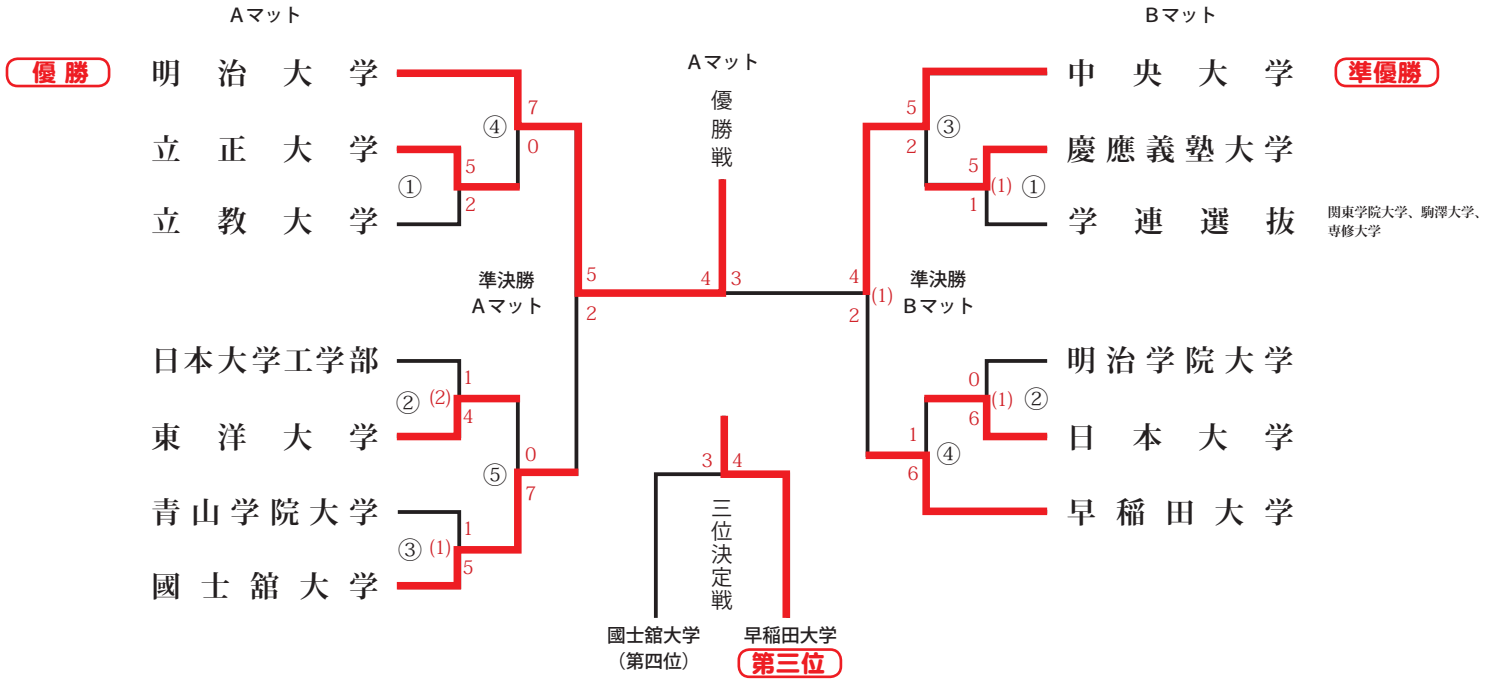 Aマット
Bマット
優勝
明治大学
7
④
0
立正大学
5
①
2
立教大学
準決勝
Aマット
5
2
日本大学工学部
1
②
(2)
4
東洋大学
0
⑤
7
青山学院大学
1
③
(1)
5
國士舘大学
Aマット
優勝戦
4
3
中央大学
準優勝
5
③
2
慶應義塾大学
5
(1)
①
1
学連選抜
関東学院大学、駒澤大学、
専修大学
4
(1)
2
準決勝
Bマット
明治学院大学
0
(1)
②
6
日本大学
1
④
6
早稲田大学
3
4
三位決定戦
國士舘大学
（第四位）
早稲田大学
第三位